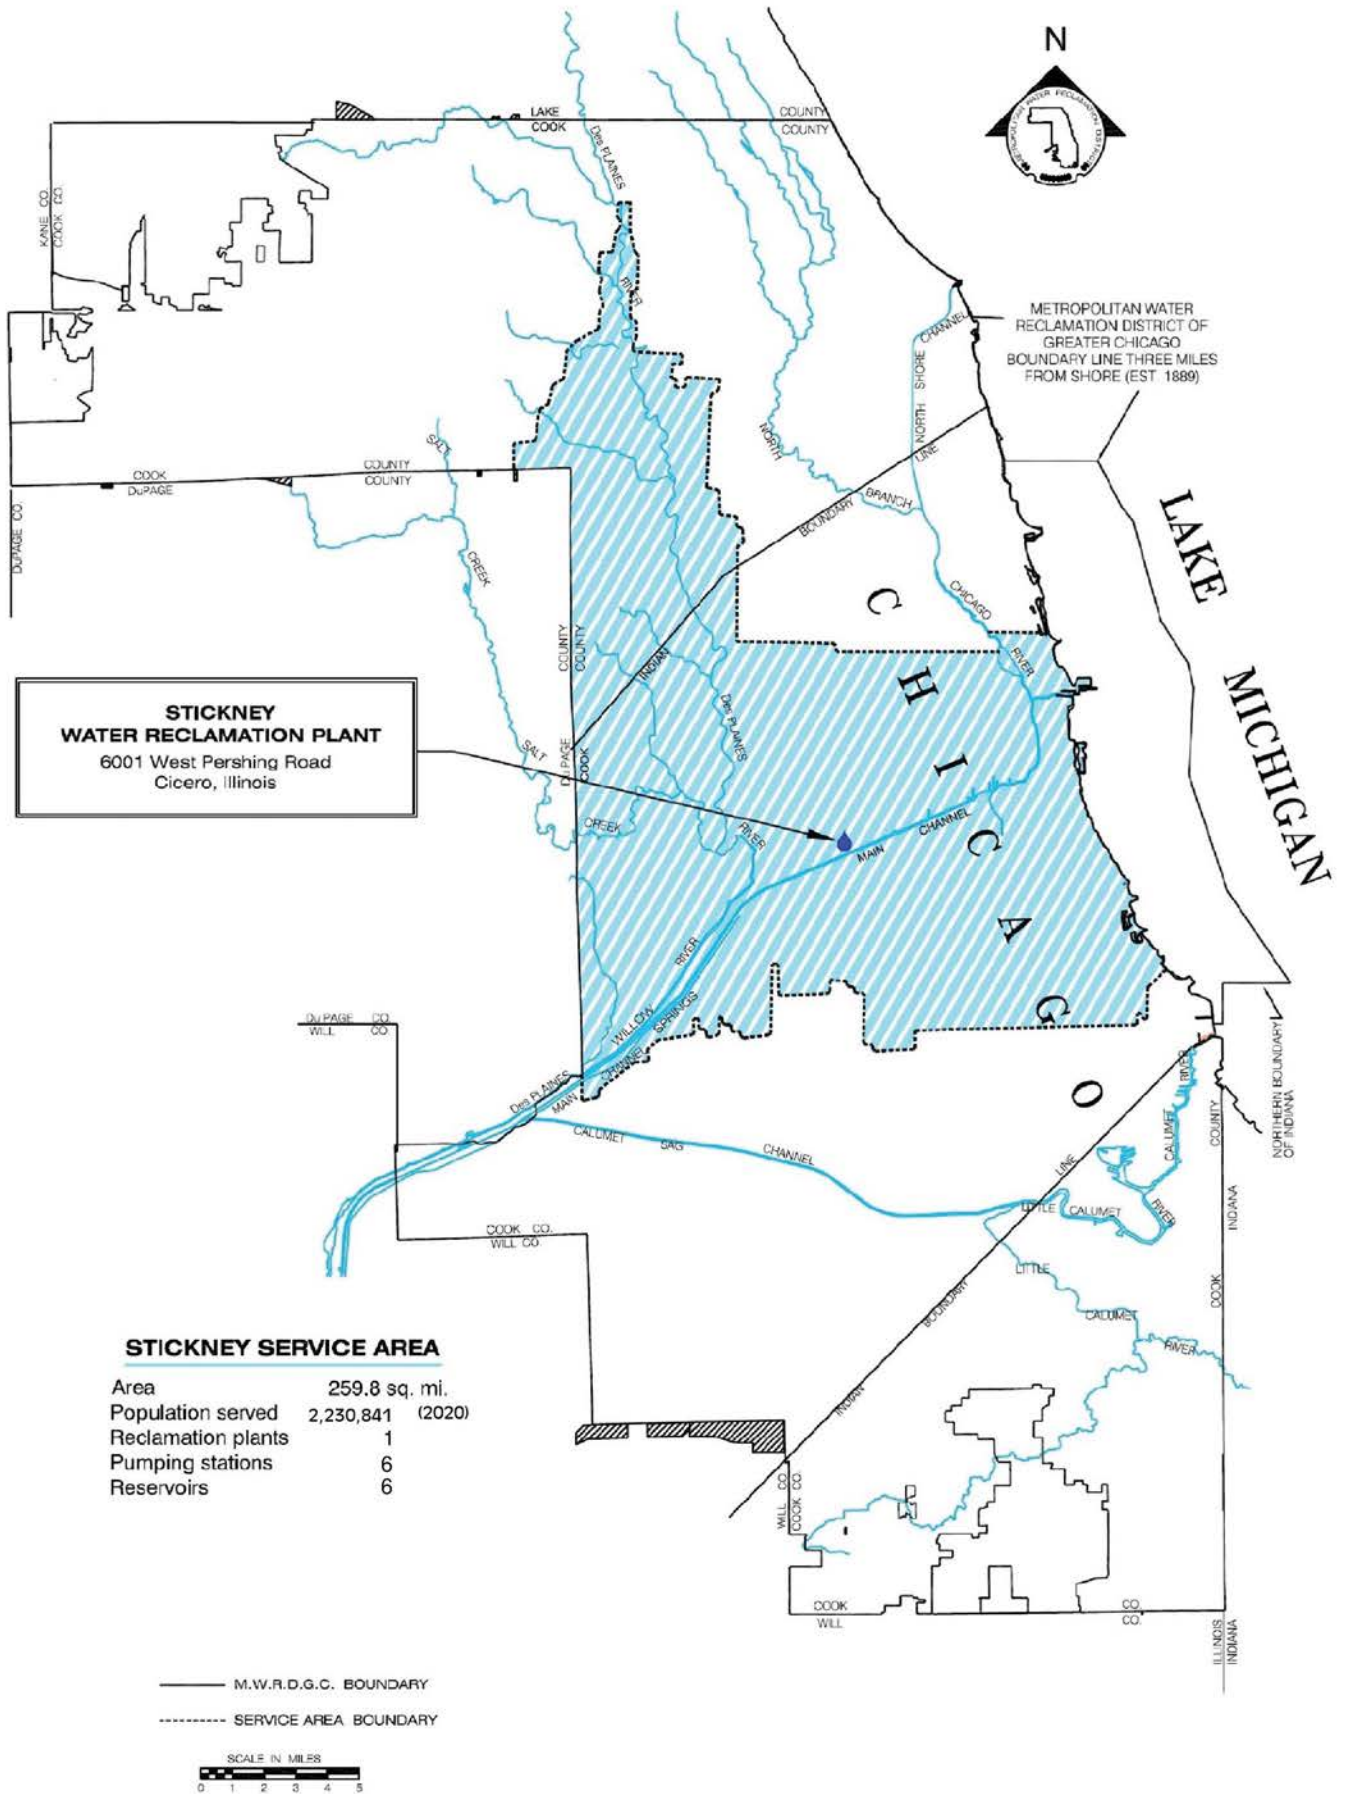 N
METROPOLITAN WATER RECLAMATION DISTRICT
LAKE
COOK
COUNTY
COUNTY
Des PLAINES
RIVER
KANE CO.
COOK CO.
CHANNEL
NORTH SHORE
METROPOLITAN WATER
RECLAMATION DISTRICT OF
GREATER CHICAGO
BOUNDARY LINE THREE MILES
FROM SHORE (EST. 1889)
NORTH
BRANCH
LINE
BOUNDARY
INDIAN
SALT
CREEK
COOK
DuPAGE
COUNTY
COUNTY
DUPAGE CO.
LAKE
MICHIGAN
CHICAGO
RIVER
C H I C A G O
COUNTY
COUNTY
DU PAGE
COOK
STICKNEY
WATER RECLAMATION PLANT
6001 West Pershing Road
Cicero, Illinois
SALT
CREEK
Des PLAINES
RIVER
MAIN
CHANNEL
RIVER
WILLOW
SPRINGS
CHANNEL
Des PLAINES
MAIN
Du PAGE CO.
WILL CO.
CALUMET SAG CHANNEL
NORTHERN BOUNDARY
OF INDIANA
RIVER
CALUMET
COUNTY
INDIANA
COOK
LINE
LITTLE CALUMET
RIVER
COOK CO.
WILL CO.
LITTLE
CALUMET
RIVER
BOUNDARY
INDIAN
STICKNEY SERVICE AREA
Area 259.8 sq. mi.
Population served 2,230,841 (2020)
Reclamation plants 1
Pumping stations 6
Reservoirs 6
WILL CO.
COOK CO.
COOK
WILL
CO.
CO.
ILLINOIS
INDIANA
M.W.R.D.G.C. BOUNDARY
SERVICE AREA BOUNDARY
SCALE IN MILES
0 1 2 3 4 5